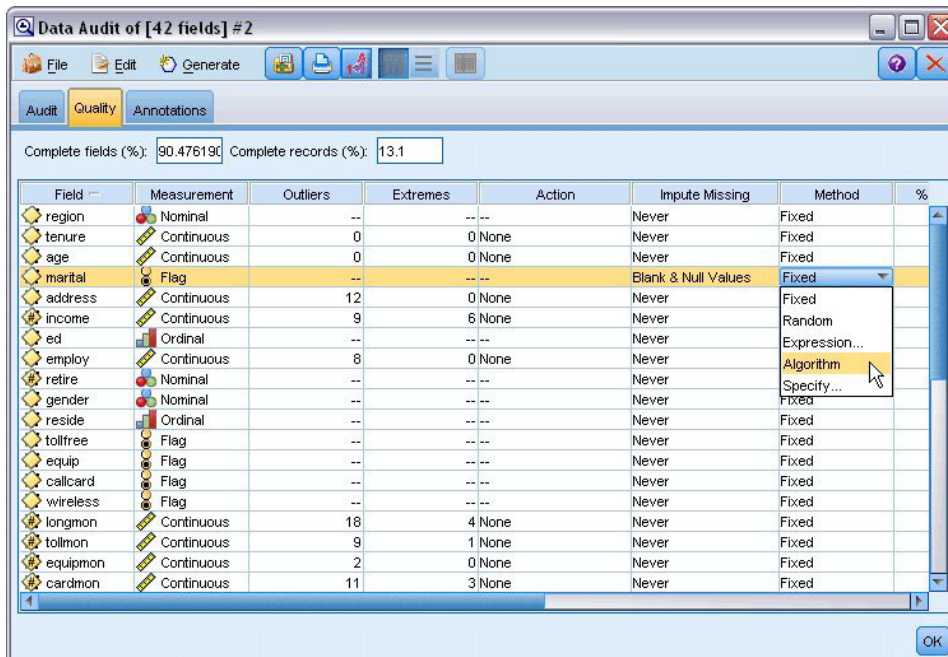 Data Audit of [42 fields] #2
File Edit Generate
Audit Quality Annotations
Complete fields (%): 90.476190 Complete records (%): 13.1
Field Measurement Outliers Extremes Action Impute Missing Method %
region Nominal -- -- -- Never Fixed
tenure Continuous 0 0 None Never Fixed
age Continuous 0 0 None Never Fixed
marital Flag -- -- -- Blank & Null Values Fixed
address Continuous 12 0 None Never Fixed
income Continuous 9 6 None Never Random
ed Ordinal -- -- -- Never Expression...
employ Continuous 8 0 None Never Algorithm
retire Nominal -- -- -- Never Specify...
gender Nominal -- -- -- Never Fixed
reside Ordinal -- -- -- Never Fixed
tollfree Flag -- -- -- Never Fixed
equip Flag -- -- -- Never Fixed
callcard Flag -- -- -- Never Fixed
wireless Flag -- -- -- Never Fixed
longmon Continuous 18 4 None Never Fixed
tollmon Continuous 9 1 None Never Fixed
equipmon Continuous 2 0 None Never Fixed
cardmon Continuous 11 3 None Never Fixed
OK